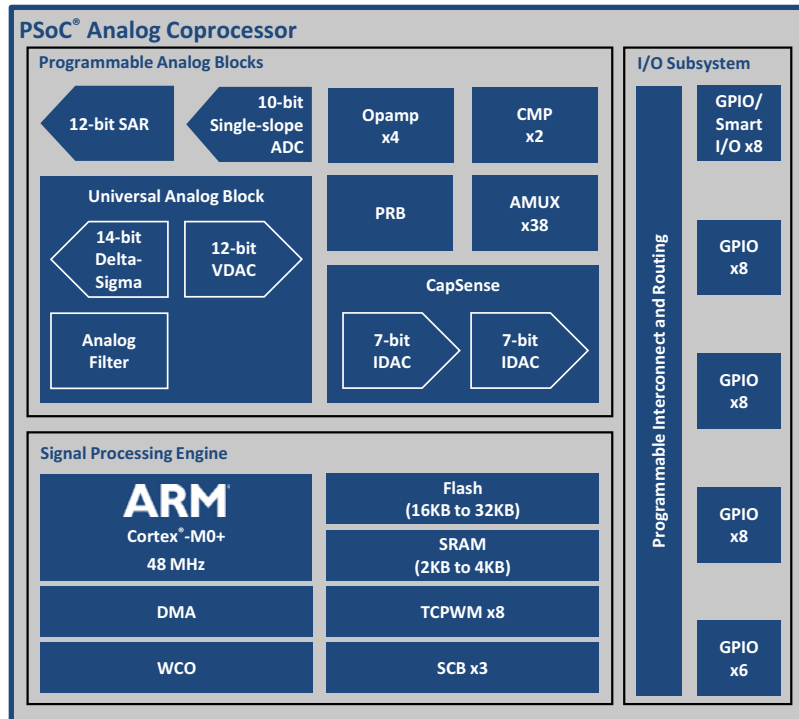 PSoC® Analog Coprocessor
Programmable Analog Blocks
12-bit SAR
10-bit
Single-slope
ADC
Opamp
x4
CMP
x2
Universal Analog Block
14-bit
Delta-
Sigma
12-bit
VDAC
Analog
Filter
PRB
AMUX
x38
CapSense
7-bit
IDAC
7-bit
IDAC
Signal Processing Engine
ARM®
Cortex®-M0+
48 MHz
Flash
(16KB to 32KB)
SRAM
(2KB to 4KB)
DMA
TCPWM x8
WCO
SCB x3
I/O Subsystem
Programmable Interconnect and Routing
GPIO/
Smart
I/O x8
GPIO
x8
GPIO
x8
GPIO
x8
GPIO
x6